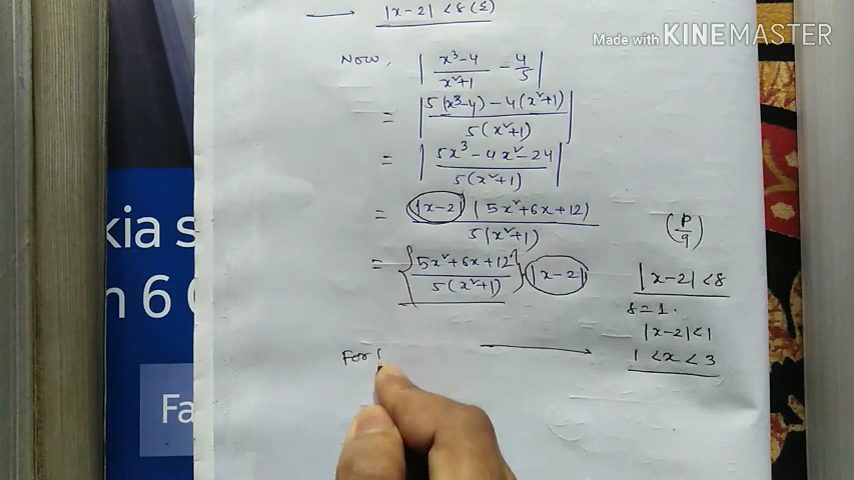 → |x-2| < δ(ε)
Made with KINEMASTER
Now, | x³-4 / x²+1 - 4/5 |
= | 5(x³-4) - 4(x²+1) / 5(x²+1) |
= | 5x³-4x²-24 / 5(x²+1) |
= |x-2| (5x²+6x+12) / 5(x²+1)
(P/q)
= { 5x²+6x+12 / 5(x²+1) } |x-2|
|x-2| < δ
δ=1.
|x-2| < 1
For → 1 < x < 3
kia s
n 6
Fa